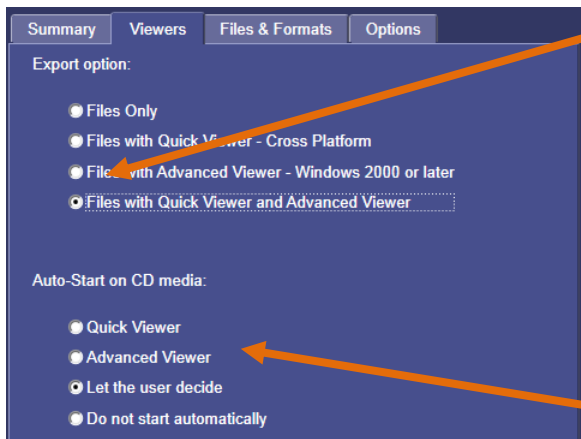 Summary Viewers Files & Formats Options
Export option:
Files Only
Files with Quick Viewer - Cross Platform
Files with Advanced Viewer - Windows 2000 or later
Files with Quick Viewer and Advanced Viewer
Auto-Start on CD media:
Quick Viewer
Advanced Viewer
Let the user decide
Do not start automatically